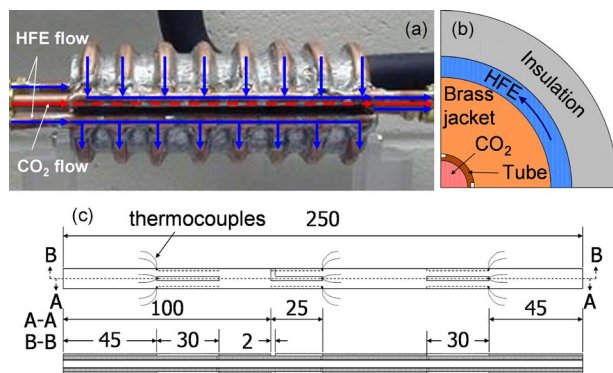 HFE flow
(a)
CO₂ flow
(b)
Insulation
HFE
Brass
jacket
CO₂
Tube
(c)
thermocouples
250
B
B
A
A
A-A
100
25
45
B-B
45
30
2
30